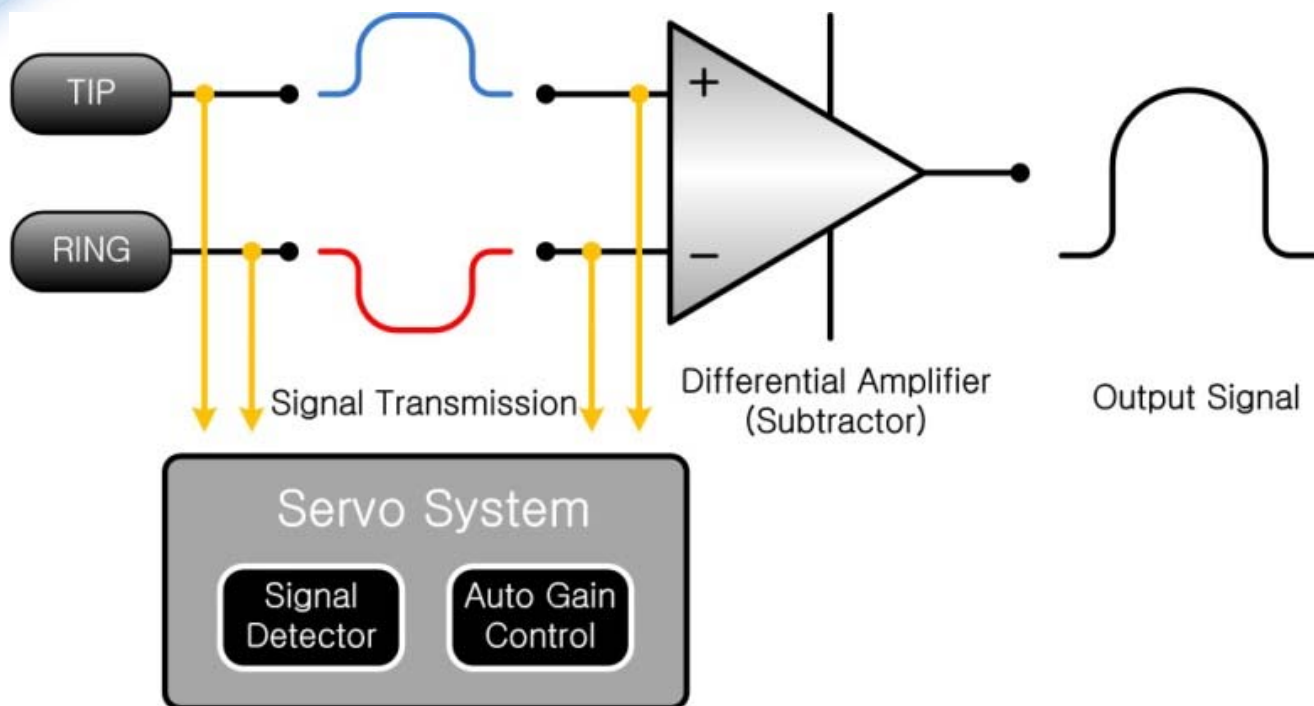 TIP
+
RING
−
Signal Transmission
Differential Amplifier
(Subtractor)
Output Signal
Servo System
Signal
Detector
Auto Gain
Control